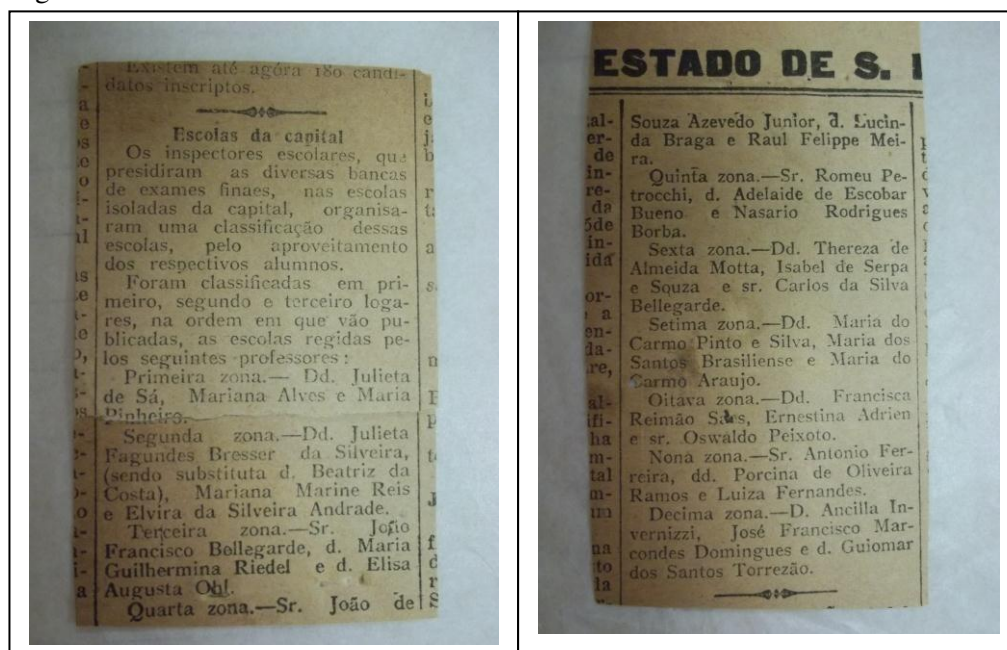 Existem até agóra 180 candi-
datos inscriptos.
Escolas da capital
Os inspectores escolares, que
presidiram as diversas bancas
de exames finaes, nas escolas
isoladas da capital, organisa-
ram uma classificação dessas
escolas, pelo aproveitamento
dos respectivos alumnos.
Foram classificadas em pri-
meiro, segundo e terceiro loga-
res, na ordem em que vão pu-
blicadas, as escolas regidas pe-
los seguintes professores:
Primeira zona.— Dd. Julieta
de Sá, Mariana Alves e Maria
Pinheiro.
Segunda zona.—Dd. Julieta
Fagundes Bresser da Silveira,
(sendo substituta d. Beatriz da
Costa), Mariana Marine Reis
e Elvira da Silveira Andrade.
Terceira zona.—Sr. João
Francisco Bellegarde, d. Maria
Guilhermina Riedel e d. Elisa
Augusta Ohl.
Quarta zona.—Sr. João de
ESTADO DE S.
Souza Azevedo Junior, d. Lucin-
da Braga e Raul Felippe Mei-
ra.
Quinta zona.—Sr. Romeu Pe-
trocchi, d. Adelaide de Escobar
Bueno e Nasario Rodrigues
Borba.
Sexta zona.—Dd. Thereza de
Almeida Motta, Isabel de Serpa
e Souza e sr. Carlos da Silva
Bellegarde.
Setima zona.—Dd. Maria do
Carmo Pinto e Silva, Maria dos
Santos Brasiliense e Maria do
Carmo Araujo.
Oitava zona.—Dd. Francisca
Reimão Saes, Ernestina Adrien
e sr. Oswaldo Peixoto.
Nona zona.—Sr. Antonio Fer-
reira, dd. Porcina de Oliveira
Ramos e Luiza Fernandes.
Decima zona.—D. Ancilla In-
vernizzi, José Francisco Mar-
condes Domingues e d. Guiomar
dos Santos Torrezão.